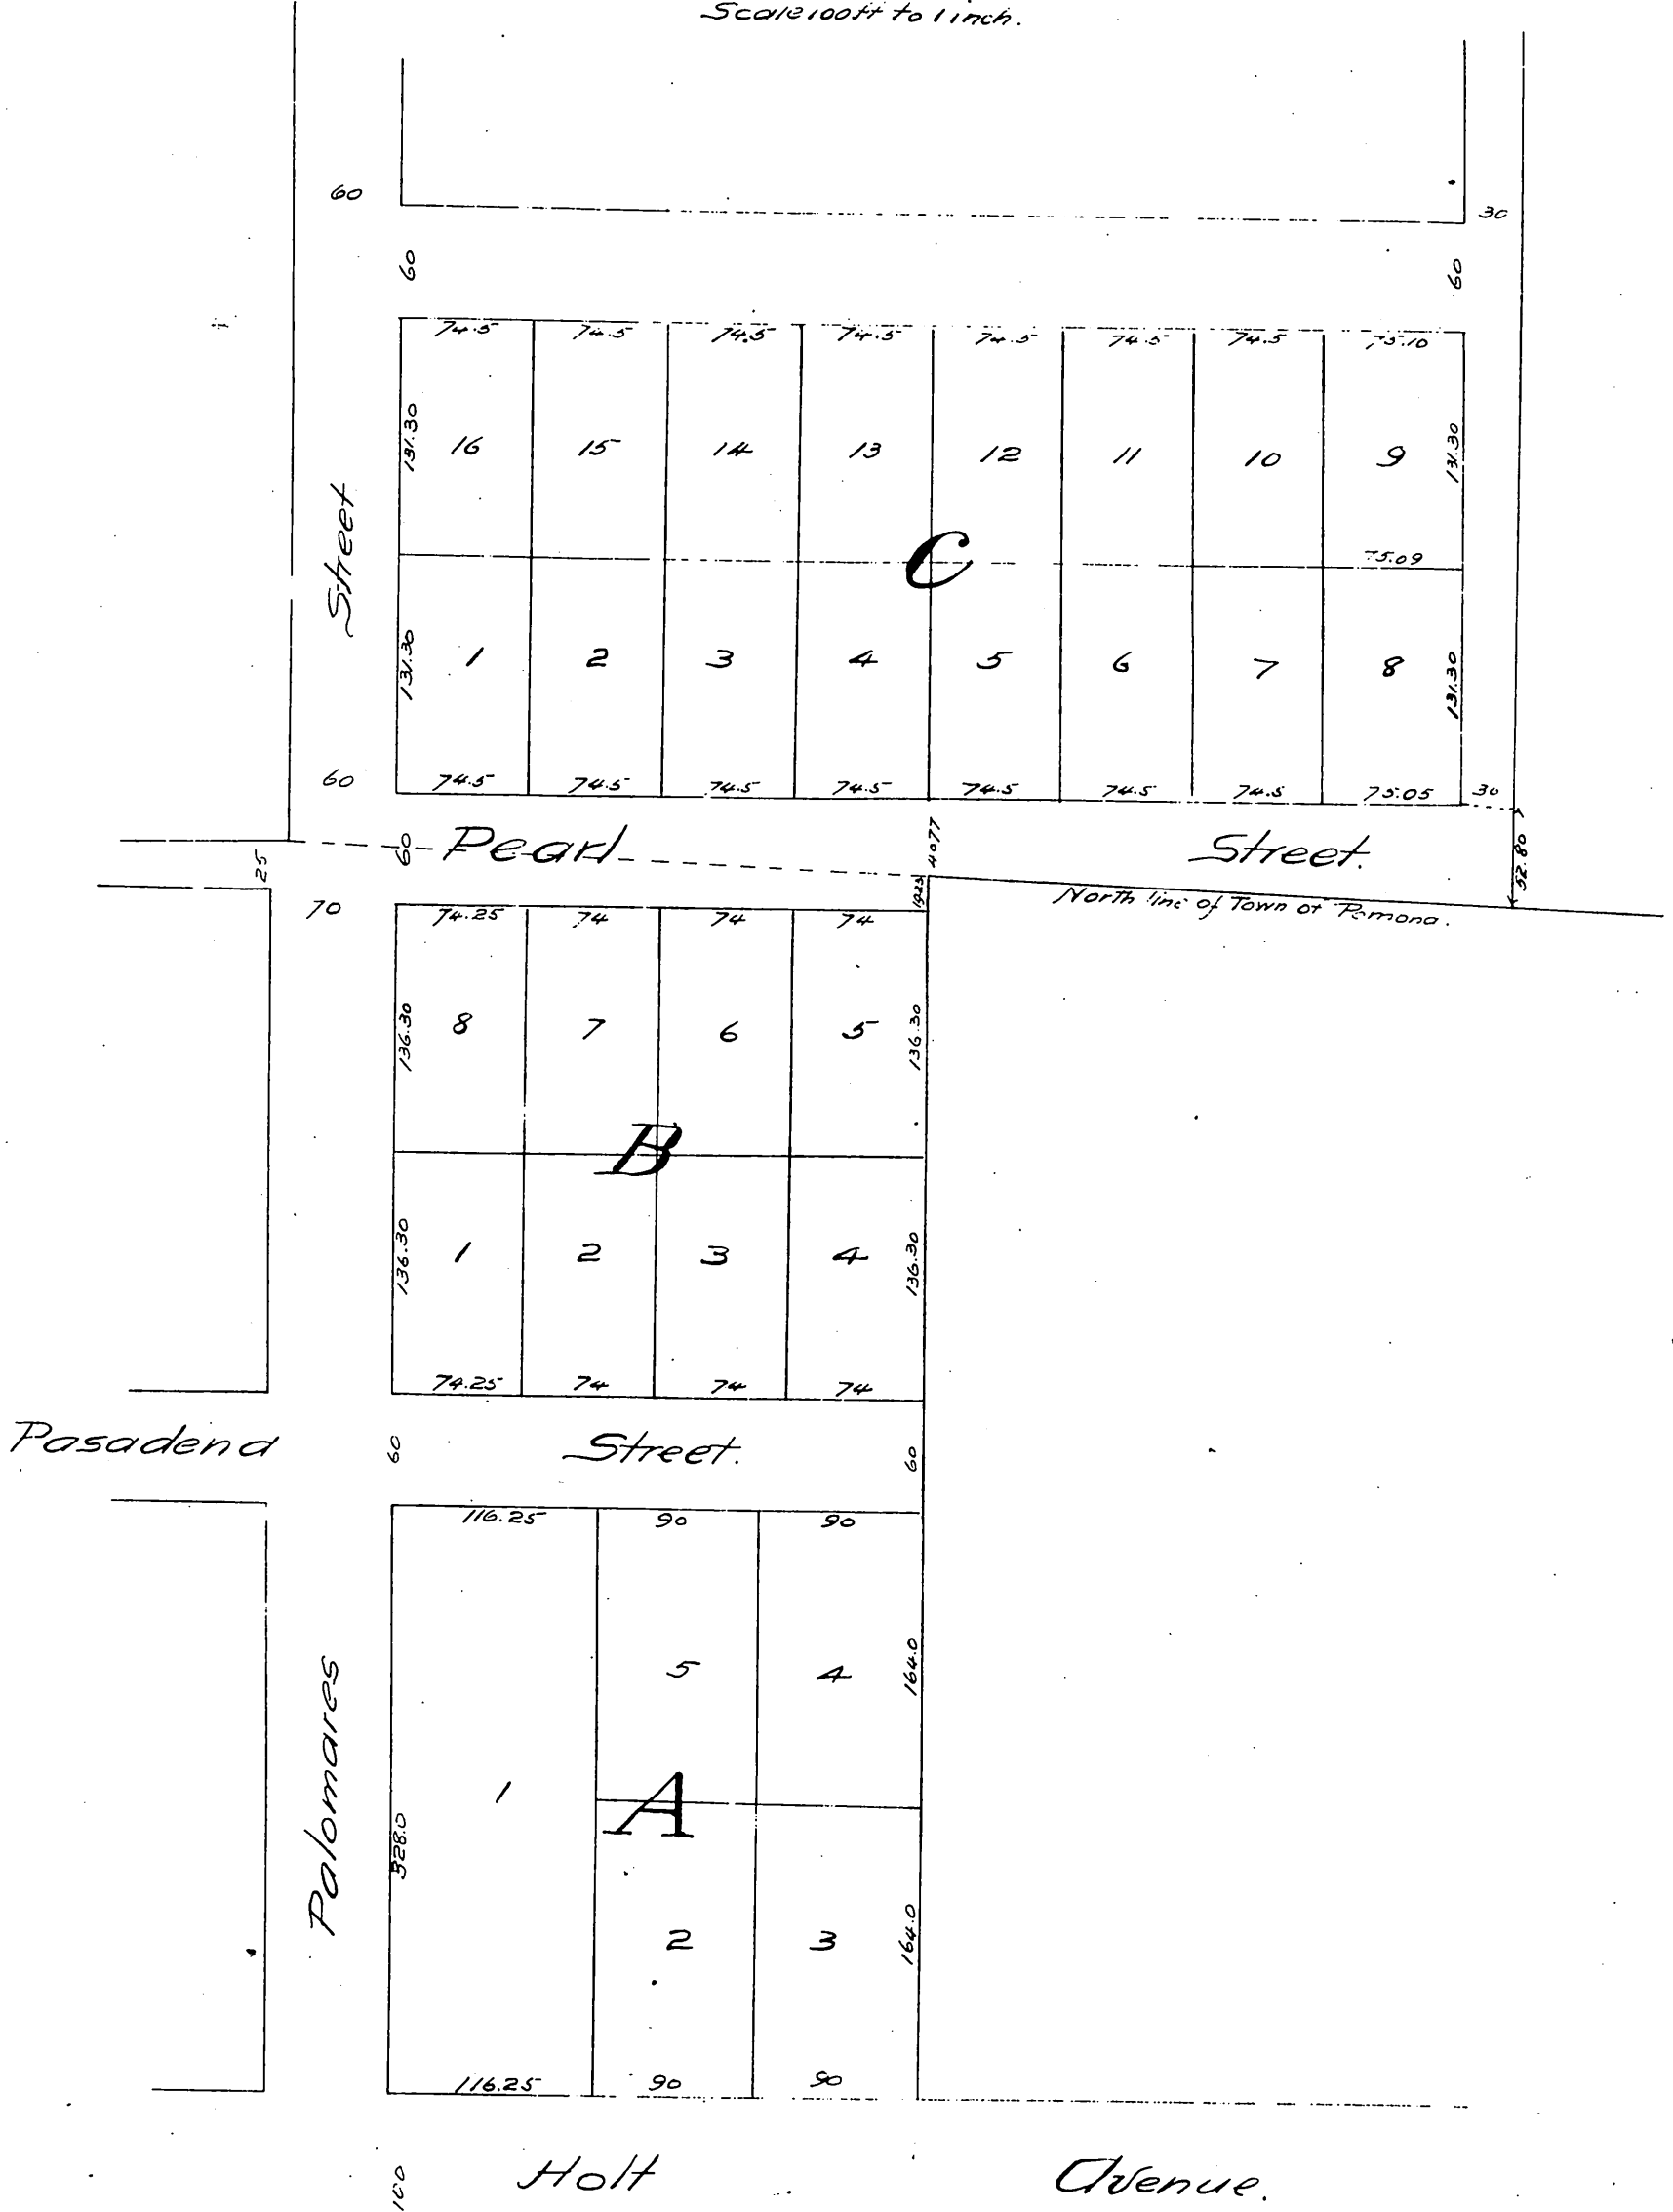 Scale 100 ft to 1 inch.
60
30
60
60
74.5 74.5 74.5 74.5 74.5 74.5 74.5 75.10
131.30
16 15 14 13 12 11 10 9
131.30
Street
C
75.09
131.30
1 2 3 4 5 6 7 8
131.30
60
74.5 74.5 74.5 74.5 74.5 74.5 74.5 75.05
30
60
Pearl Street.
40.77
25
52.80
19.23
North line of Town of Pomona.
70
74.25 74 74 74
136.30
8 7 6 5
136.30
B
136.30
1 2 3 4
136.30
74.25 74 74 74
Pasadena Street.
60
60
116.25 90 90
5 4
164.0
Palomares
1
A
328.0
2 3
164.0
116.25 90 90
100
Holt Avenue.